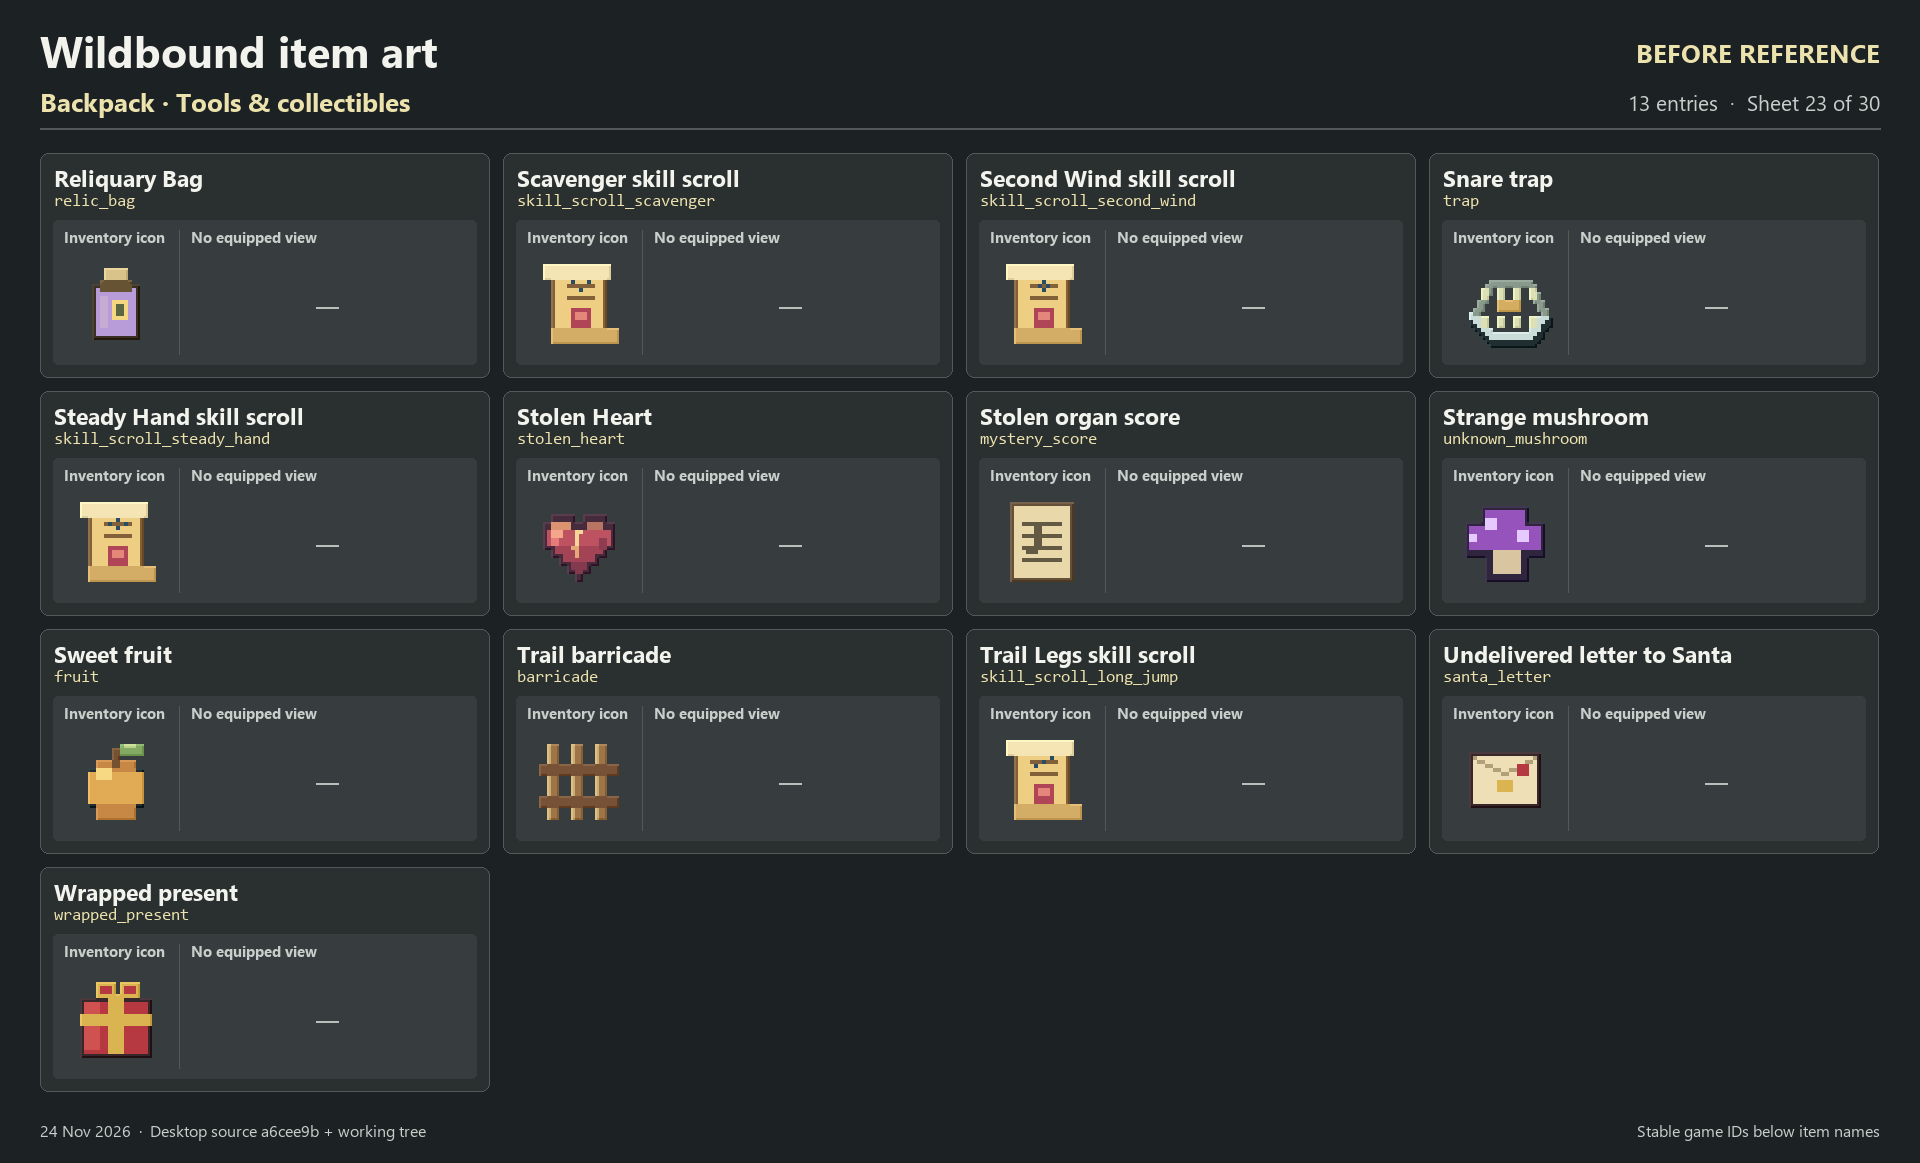 Wildbound item art
BEFORE REFERENCE
Backpack · Tools & collectibles
13 entries · Sheet 23 of 30
Reliquary Bag
relic_bag
Inventory icon
No equipped view
—
Scavenger skill scroll
skill_scroll_scavenger
Inventory icon
No equipped view
—
Second Wind skill scroll
skill_scroll_second_wind
Inventory icon
No equipped view
—
Snare trap
trap
Inventory icon
No equipped view
—
Steady Hand skill scroll
skill_scroll_steady_hand
Inventory icon
No equipped view
—
Stolen Heart
stolen_heart
Inventory icon
No equipped view
—
Stolen organ score
mystery_score
Inventory icon
No equipped view
—
Strange mushroom
unknown_mushroom
Inventory icon
No equipped view
—
Sweet fruit
fruit
Inventory icon
No equipped view
—
Trail barricade
barricade
Inventory icon
No equipped view
—
Trail Legs skill scroll
skill_scroll_long_jump
Inventory icon
No equipped view
—
Undelivered letter to Santa
santa_letter
Inventory icon
No equipped view
—
Wrapped present
wrapped_present
Inventory icon
No equipped view
—
24 Nov 2026 · Desktop source a6cee9b + working tree
Stable game IDs below item names